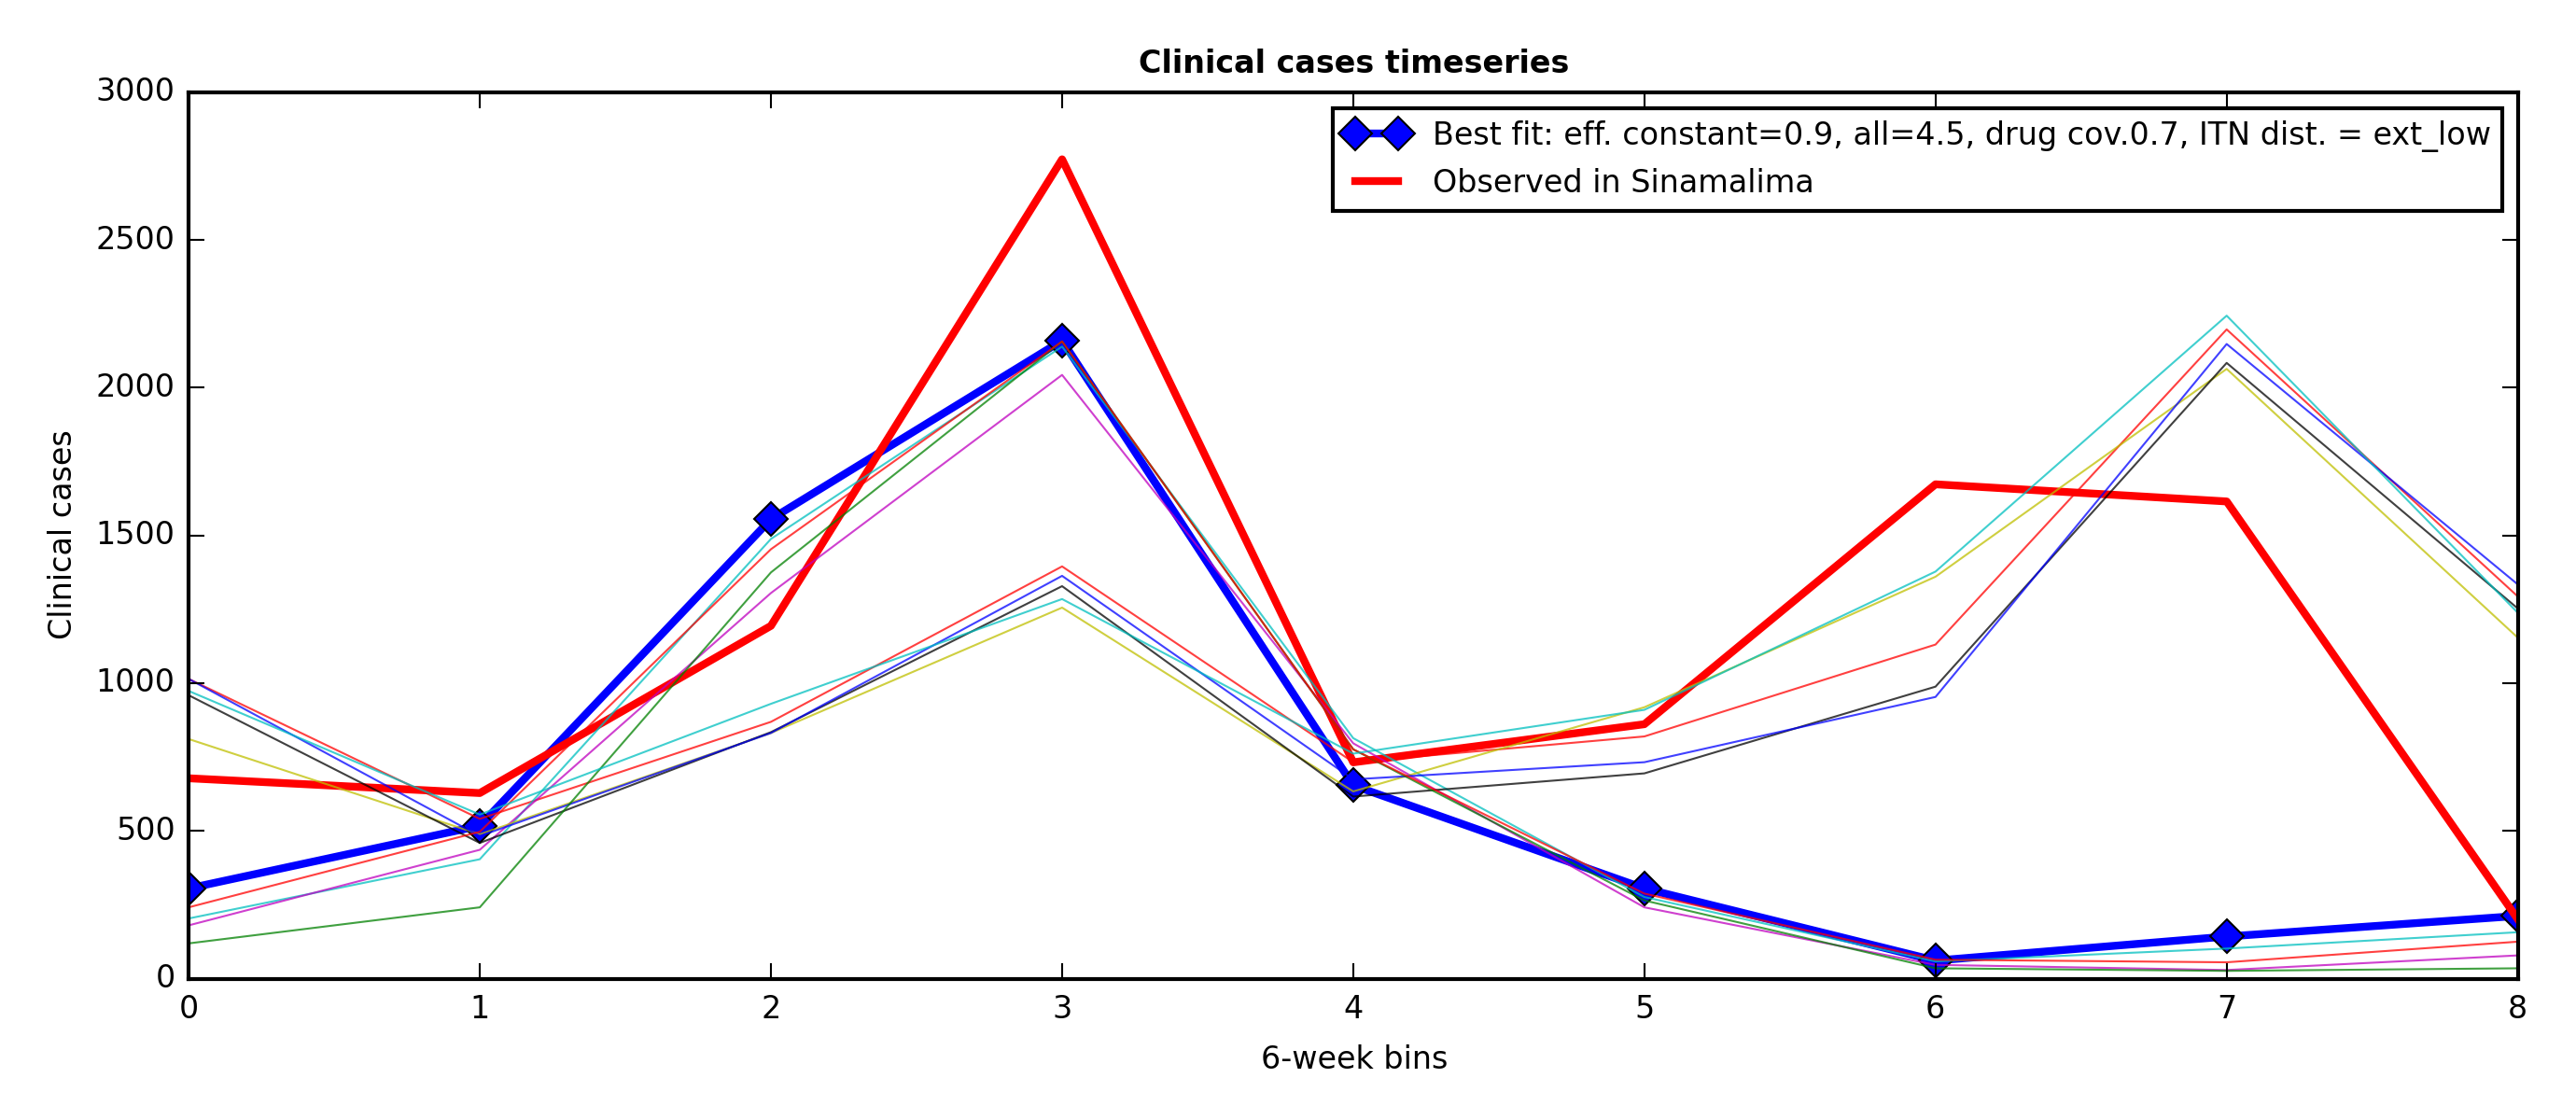 Clinical cases timeseries
3000
2500
2000
1500
1000
500
0
Clinical cases
Best fit: eff. constant=0.9, all=4.5, drug cov.0.7, ITN dist. = ext_low
Observed in Sinamalima
0 1 2 3 4 5 6 7 8
6-week bins